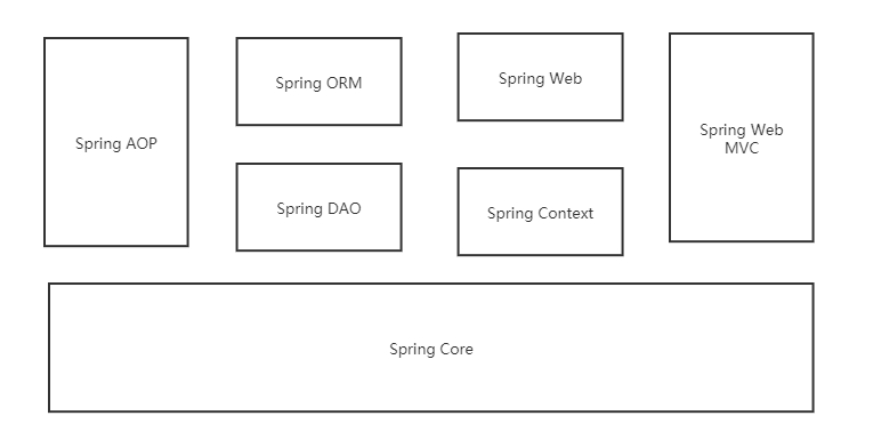 Spring AOP
Spring ORM
Spring Web
Spring Web
MVC
Spring DAO
Spring Context
Spring Core